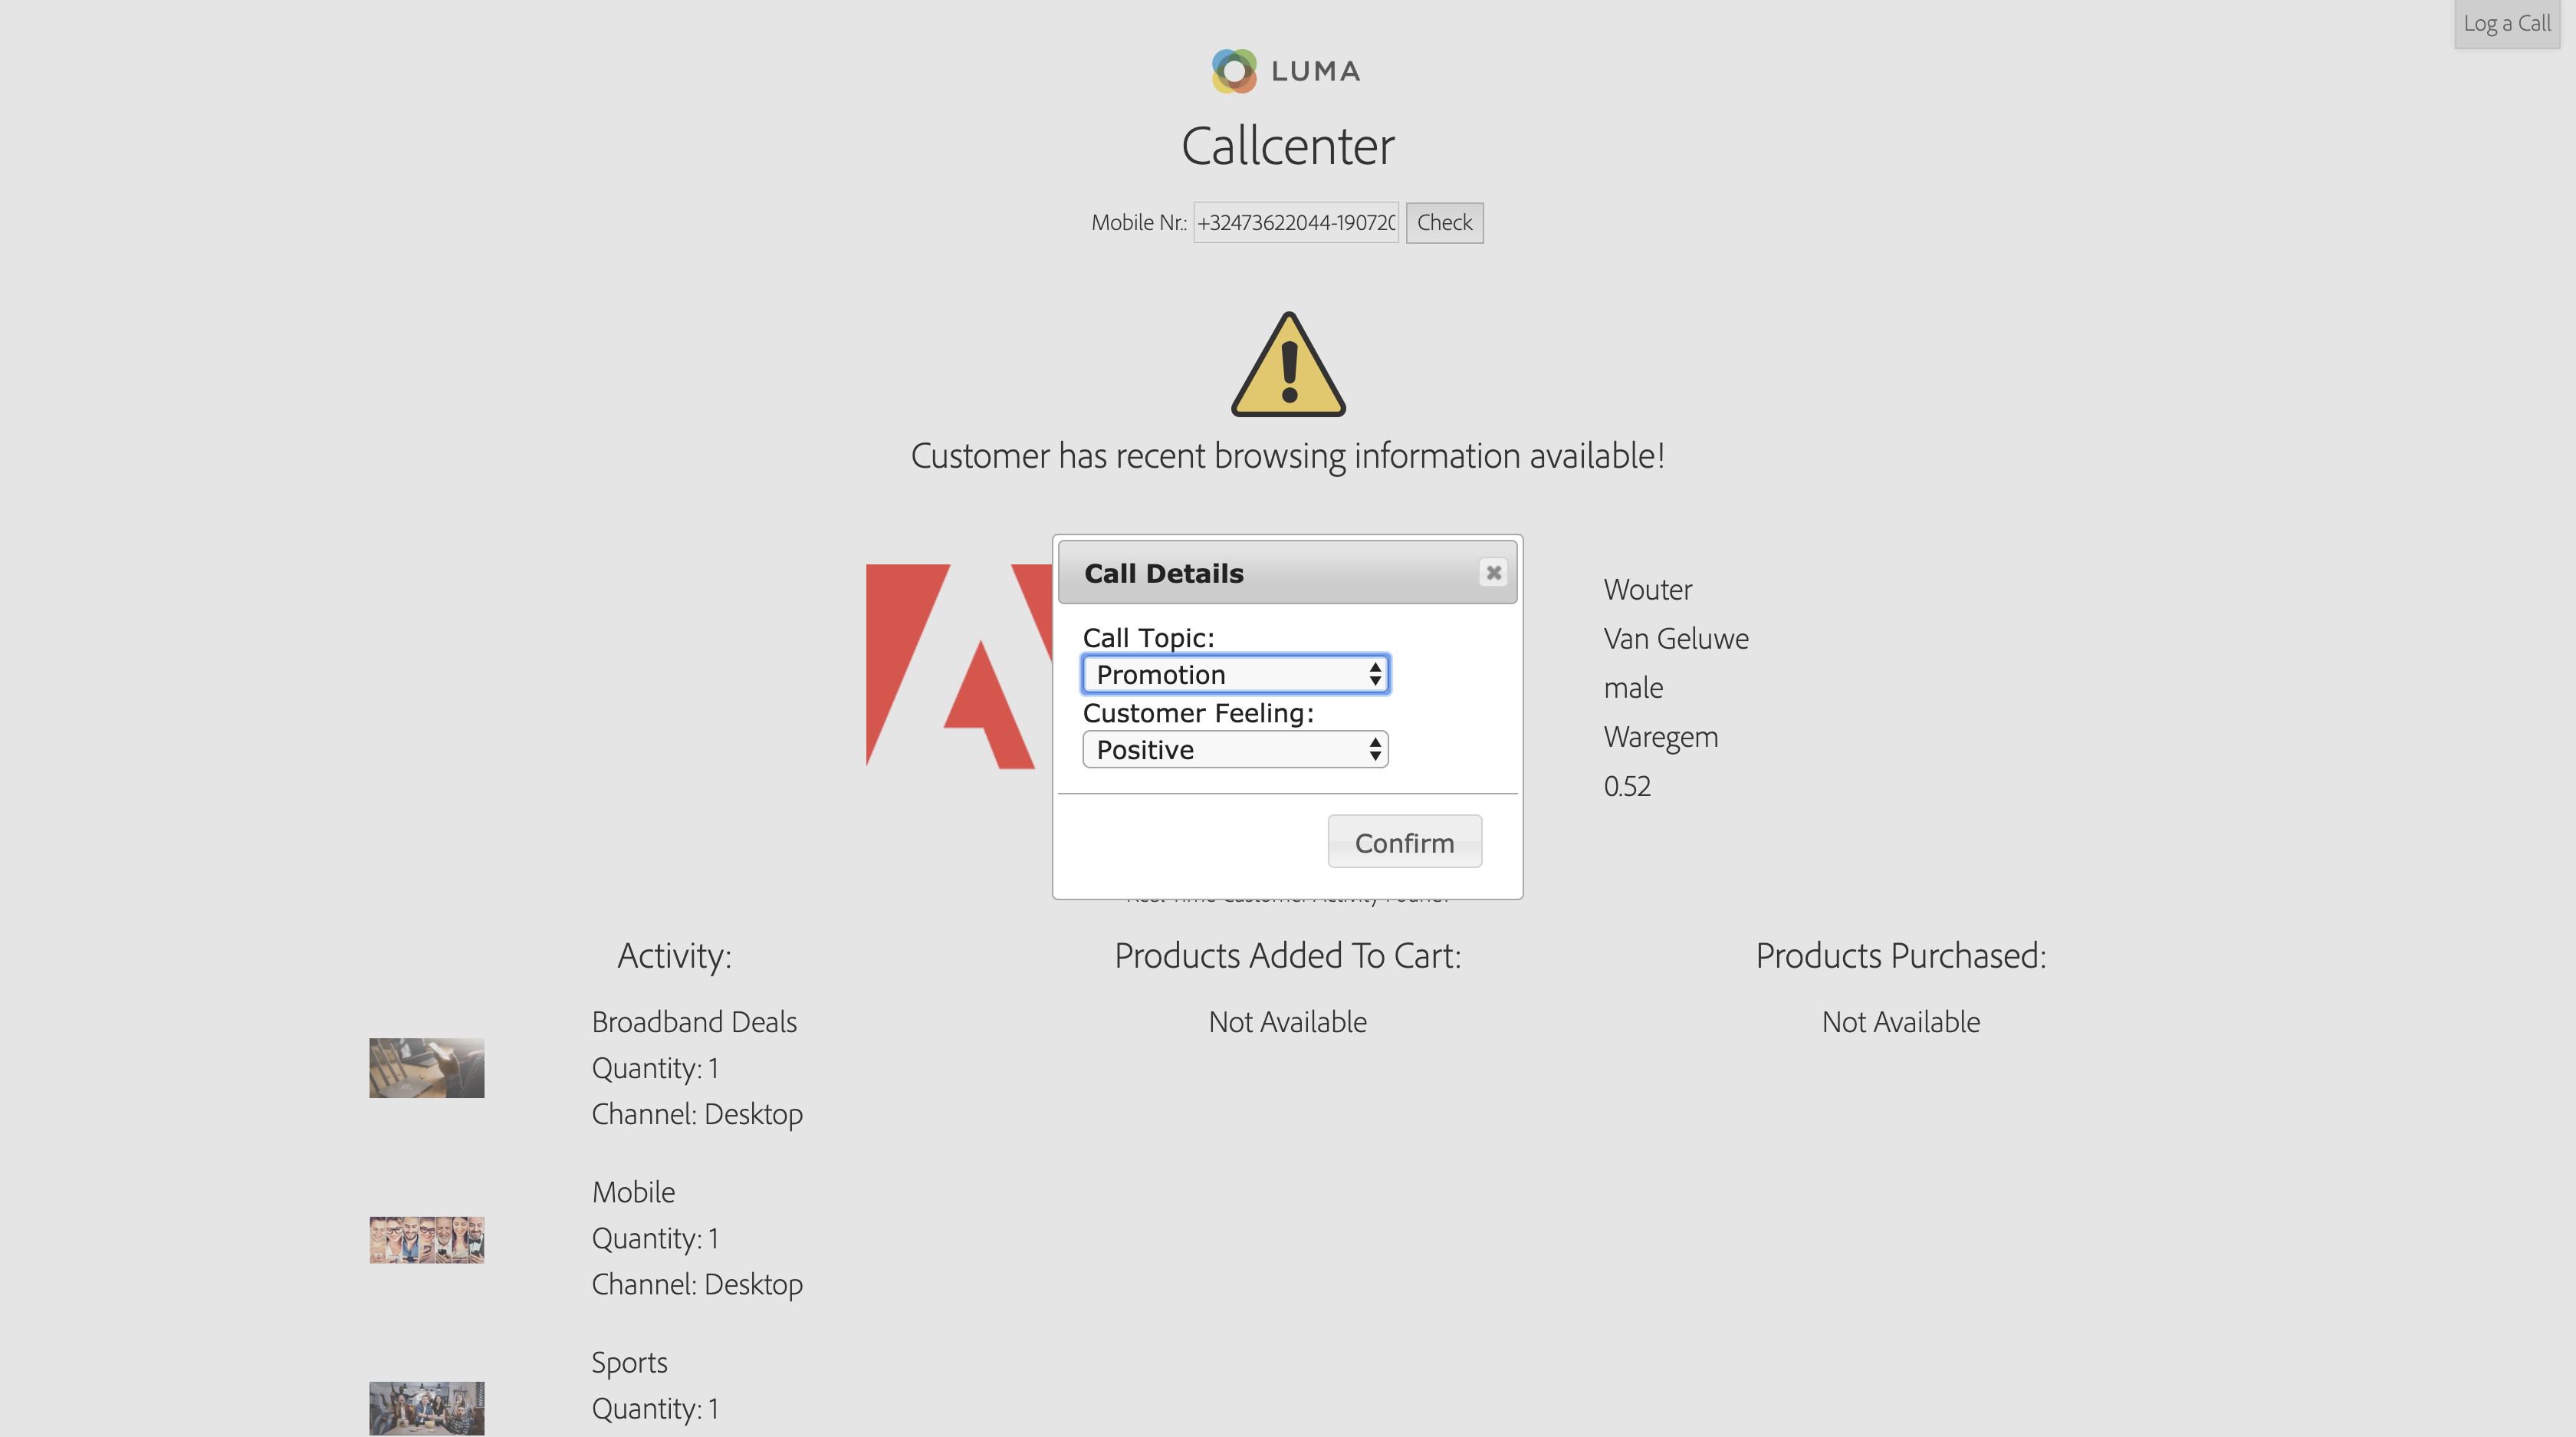 Log a Call
LUMA
Callcenter
Mobile Nr.: +32473622044-190720 Check
Customer has recent browsing information available!
Call Details
Call Topic:
Promotion
Customer Feeling:
Positive
Confirm
Wouter
Van Geluwe
male
Waregem
0.52
Activity:
Broadband Deals
Quantity: 1
Channel: Desktop
Mobile
Quantity: 1
Channel: Desktop
Sports
Quantity: 1
Products Added To Cart:
Not Available
Products Purchased:
Not Available